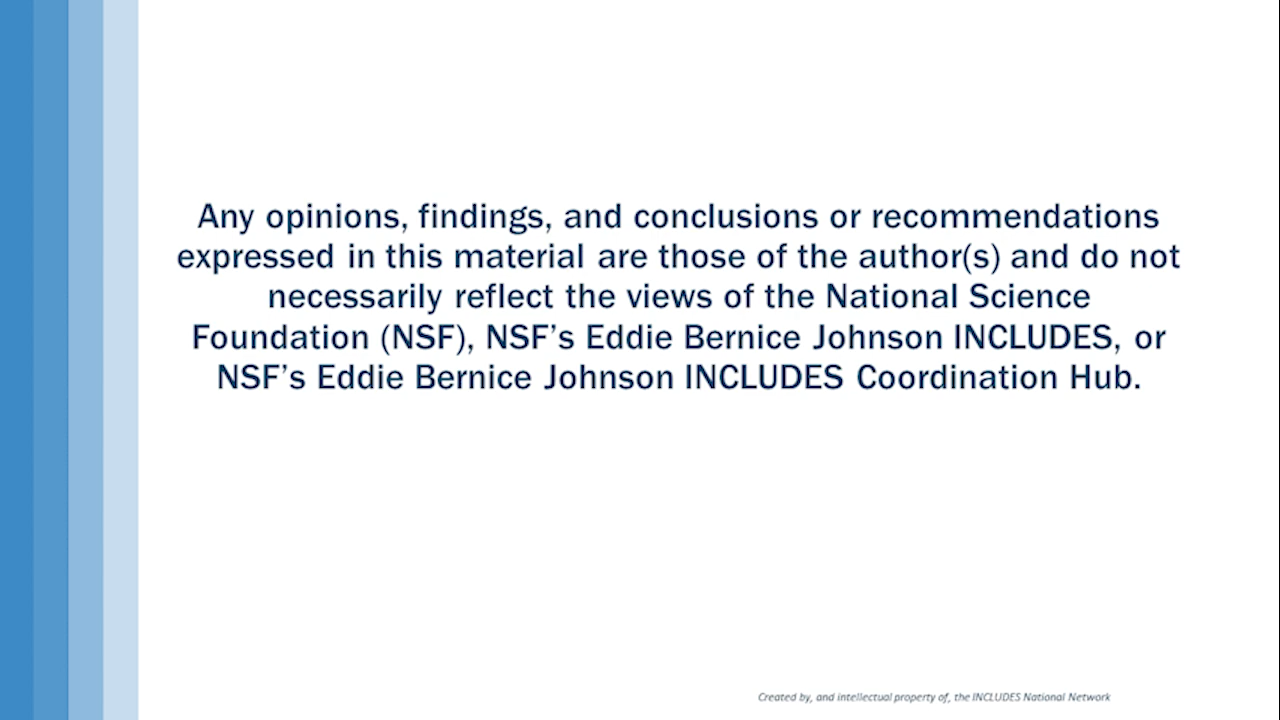 Any opinions, findings, and conclusions or recommendations
expressed in this material are those of the author(s) and do not
necessarily reflect the views of the National Science
Foundation (NSF), NSF’s Eddie Bernice Johnson INCLUDES, or
NSF’s Eddie Bernice Johnson INCLUDES Coordination Hub.
Created by, and intellectual property of, the INCLUDES National Network